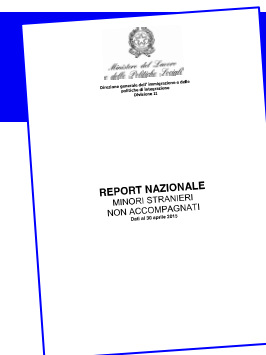 Ministero del Lavoro
e delle Politiche Sociali
Direzione generale dell' immigrazione e delle
politiche di integrazione
Divisione II
REPORT NAZIONALE
MINORI STRANIERI
NON ACCOMPAGNATI
Dati al 30 aprile 2015